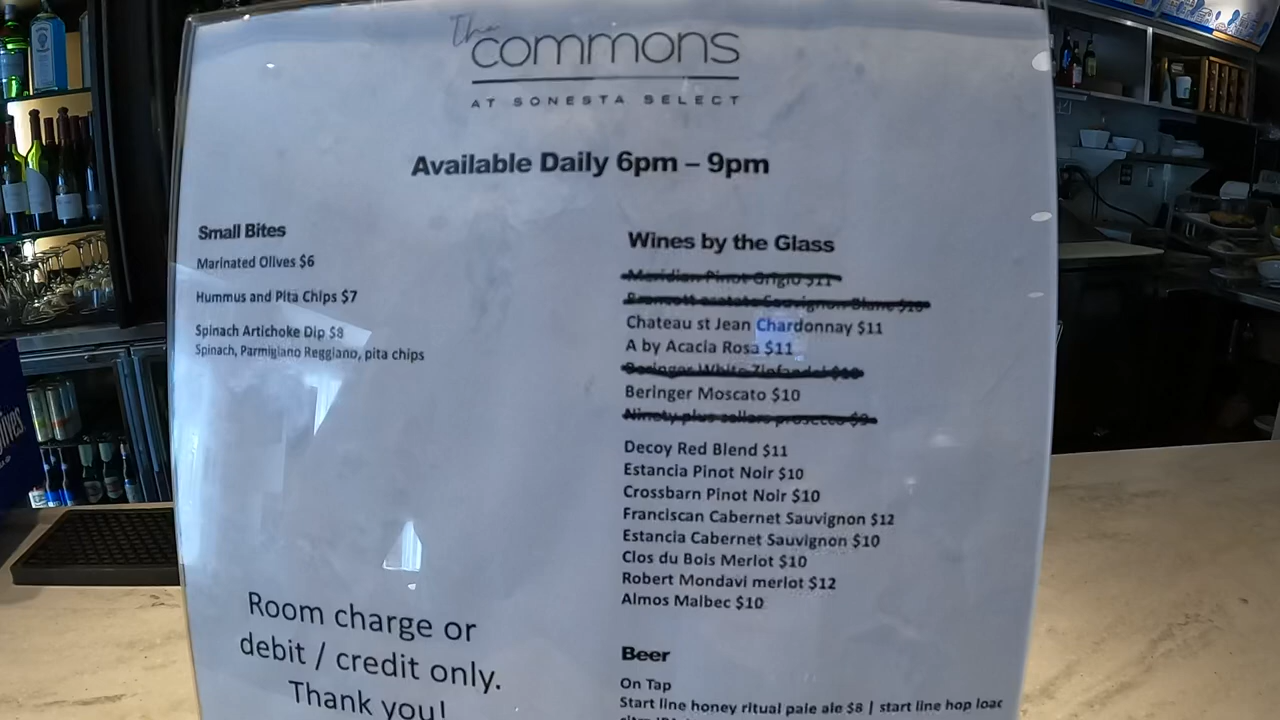 The
commons
AT SONESTA SELECT
Available Daily 6pm – 9pm
Small Bites
Marinated Olives $6
Hummus and Pita Chips $7
Spinach Artichoke Dip $8
Spinach, Parmigiano Reggiano, pita chips
Room charge or
debit / credit only.
Thank you!
Wines by the Glass
Meridian Pinot Grigio $11
Sauvignon Blanc $10
Chateau st Jean Chardonnay $11
A by Acacia Rosa $11
Beringer White Zinfandel $10
Beringer Moscato $10
Ninety plus cellars prosecco $9
Decoy Red Blend $11
Estancia Pinot Noir $10
Crossbarn Pinot Noir $10
Franciscan Cabernet Sauvignon $12
Estancia Cabernet Sauvignon $10
Clos du Bois Merlot $10
Robert Mondavi merlot $12
Almos Malbec $10
Beer
On Tap
Start line honey ritual pale ale $8 | start line hop